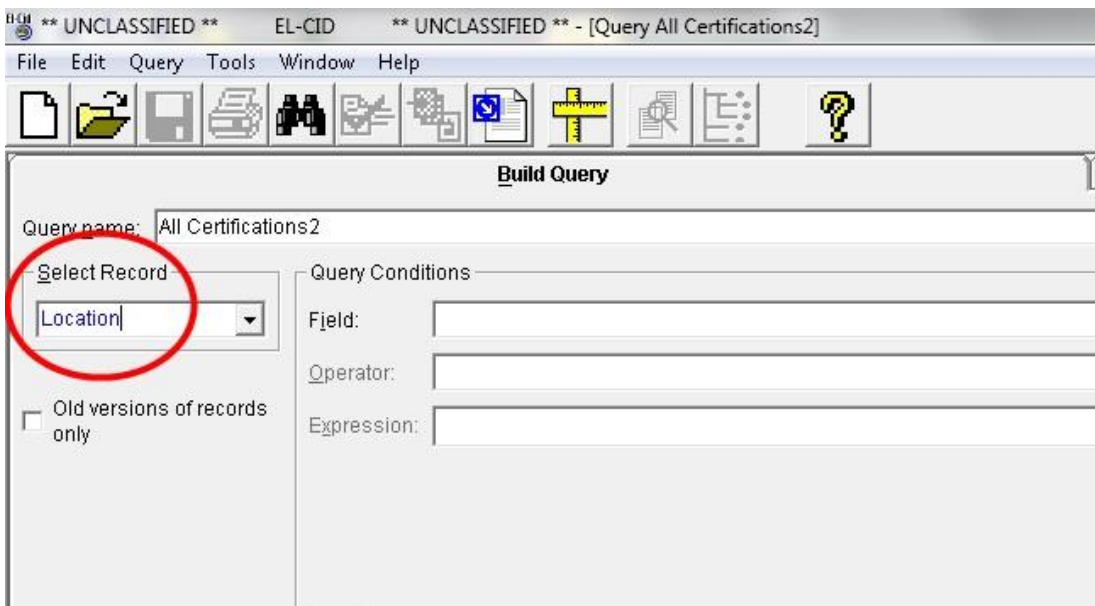 ** UNCLASSIFIED ** EL-CID ** UNCLASSIFIED ** - [Query All Certifications2]
File Edit Query Tools Window Help
Build Query
Query name: All Certifications2
Select Record
Query Conditions
Location
Field:
Operator:
Old versions of records
only
Expression: